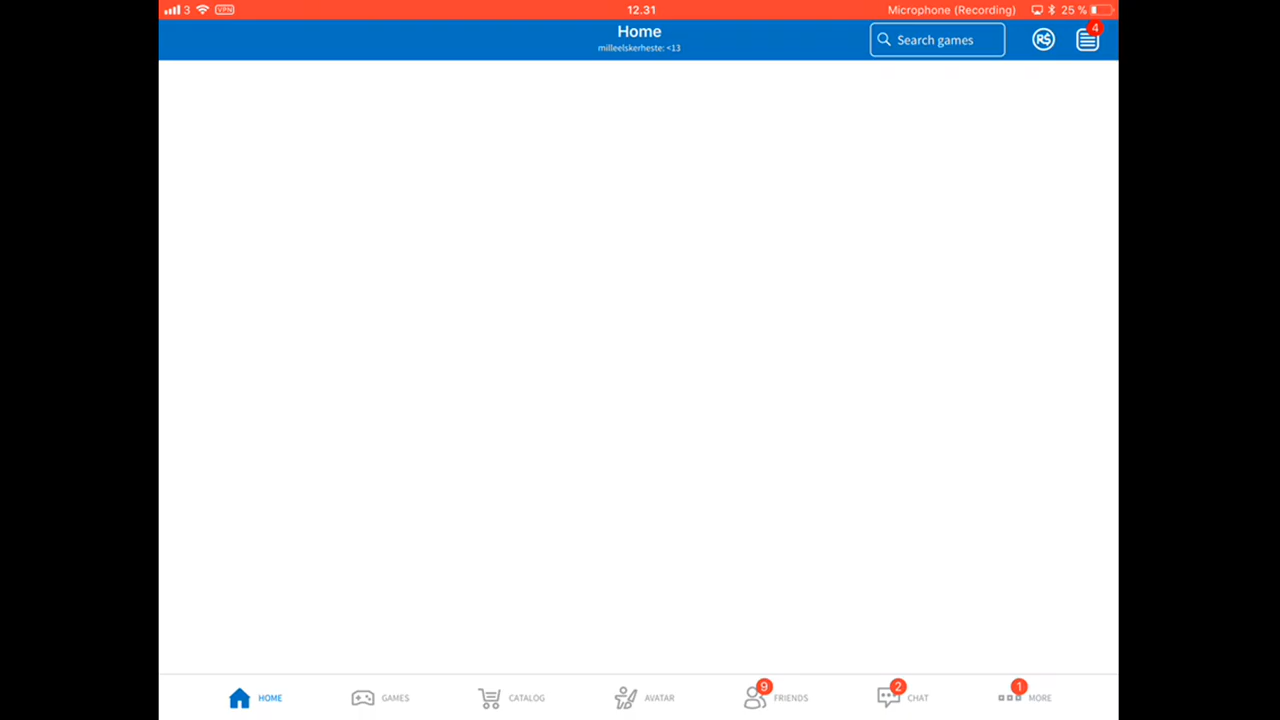 3 VPN 12.31 Microphone (Recording) 25 %
Home
milleelskerheste: <13
Search games
R$
4
HOME
GAMES
CATALOG
AVATAR
9
FRIENDS
2
CHAT
1
MORE